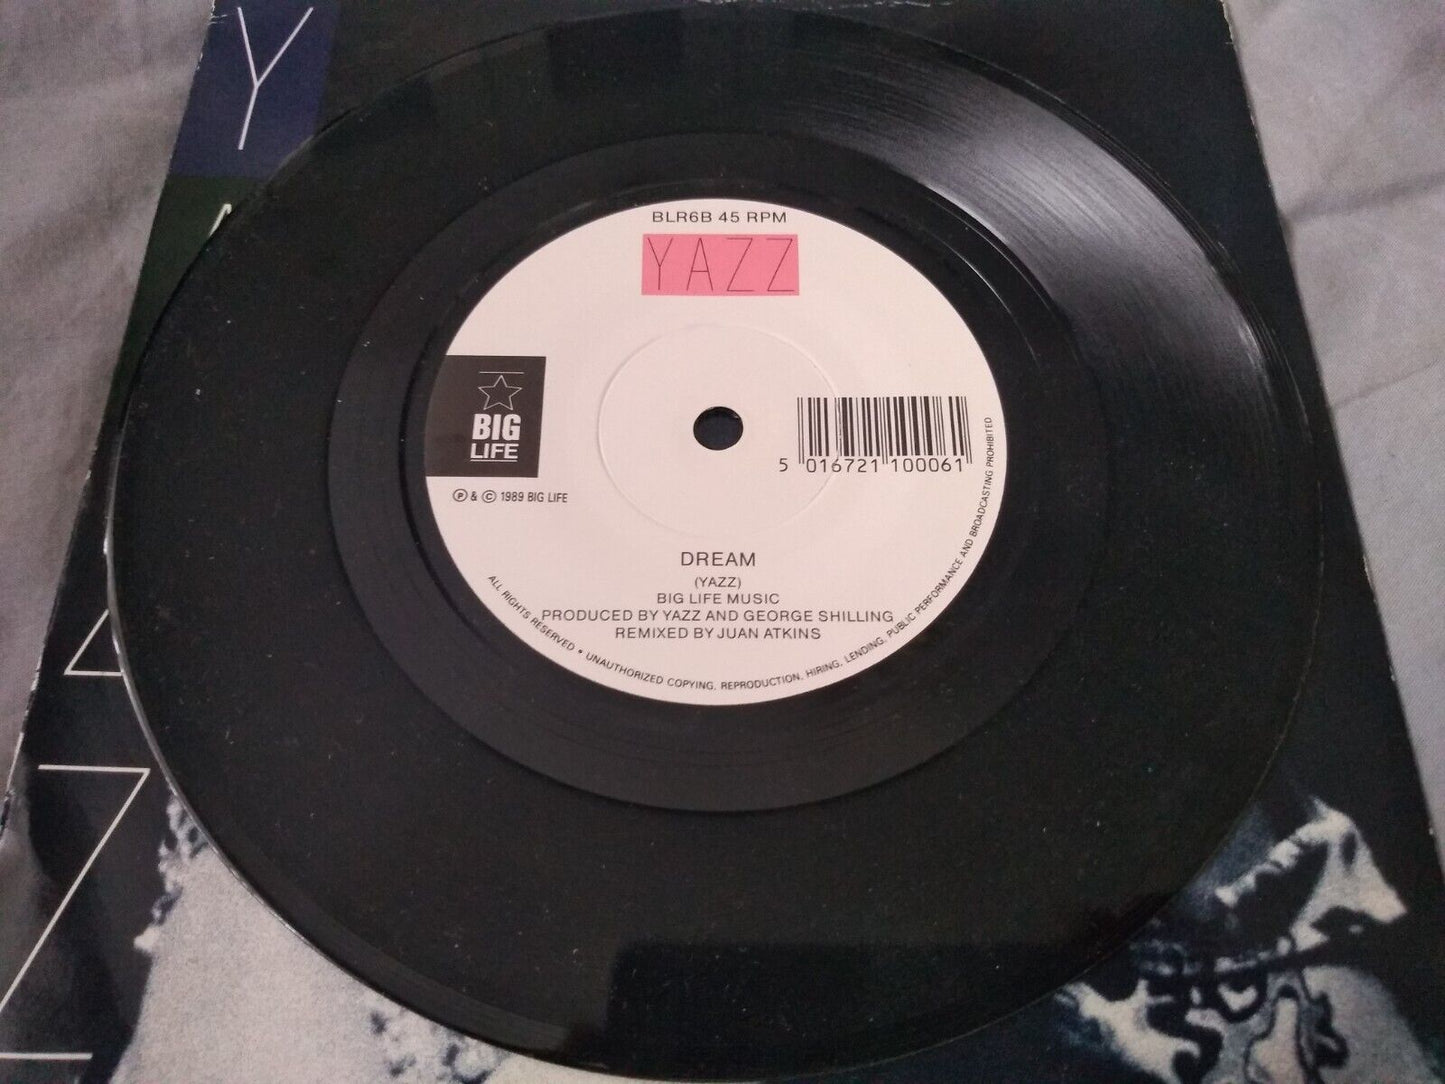 Y
A
Z
Z
BLR6B 45 RPM
YAZZ
BIG
LIFE
Ⓟ & © 1989 BIG LIFE
5 016721 100061
DREAM
(YAZZ)
BIG LIFE MUSIC
PRODUCED BY YAZZ AND GEORGE SHILLING
REMIXED BY JUAN ATKINS
ALL RIGHTS RESERVED • UNAUTHORIZED COPYING, REPRODUCTION, HIRING, LENDING, PUBLIC PERFORMANCE AND BROADCASTING PROHIBITED